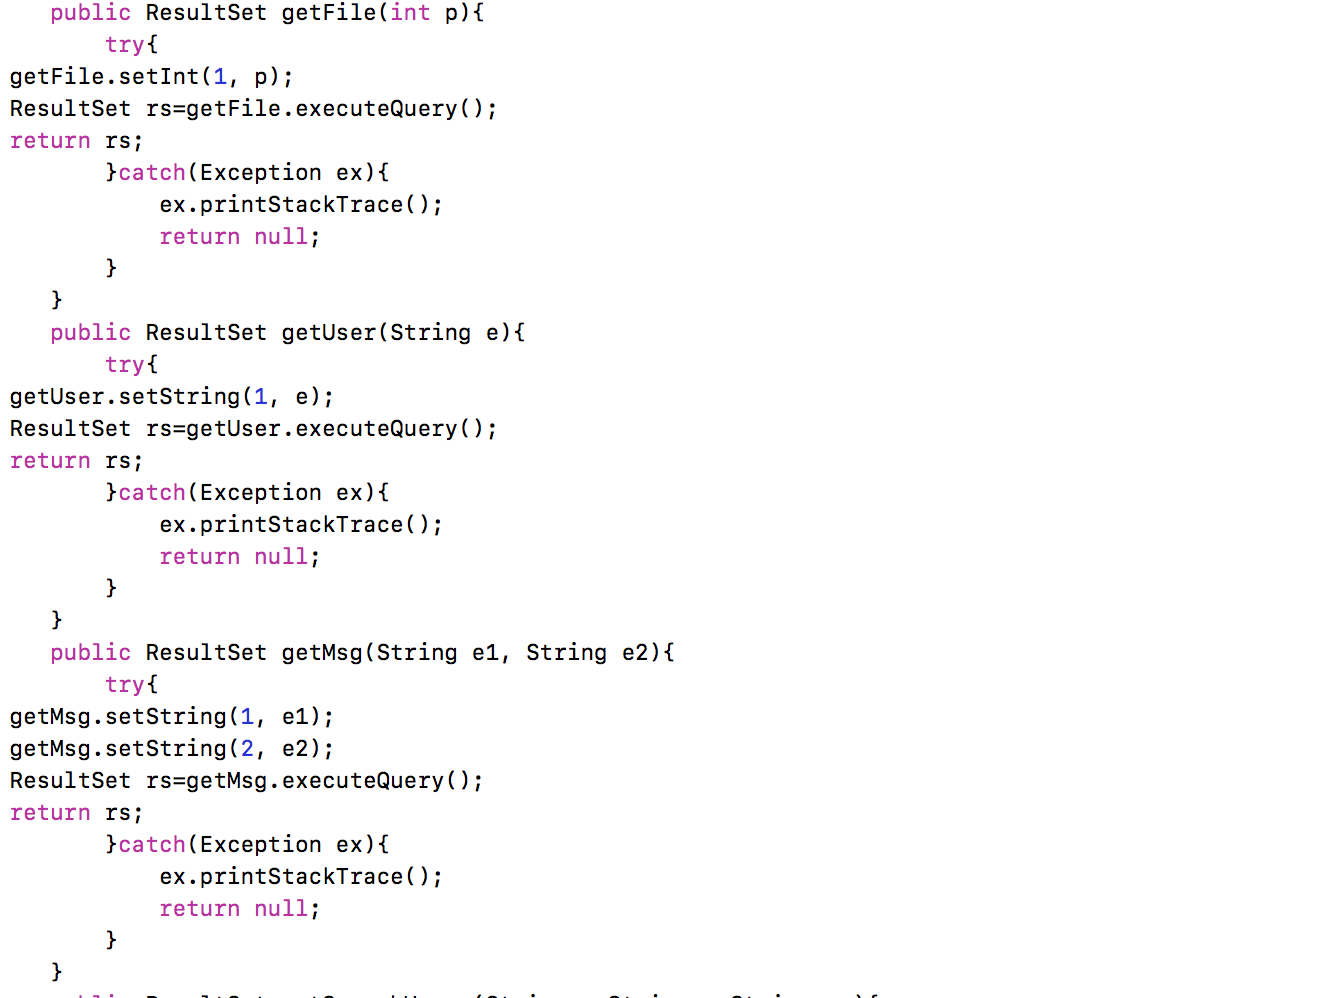 public ResultSet getFile(int p){
try{
getFile.setInt(1, p);
ResultSet rs=getFile.executeQuery();
return rs;
}catch(Exception ex){
ex.printStackTrace();
return null;
}
}
public ResultSet getUser(String e){
try{
getUser.setString(1, e);
ResultSet rs=getUser.executeQuery();
return rs;
}catch(Exception ex){
ex.printStackTrace();
return null;
}
}
public ResultSet getMsg(String e1, String e2){
try{
getMsg.setString(1, e1);
getMsg.setString(2, e2);
ResultSet rs=getMsg.executeQuery();
return rs;
}catch(Exception ex){
ex.printStackTrace();
return null;
}
}